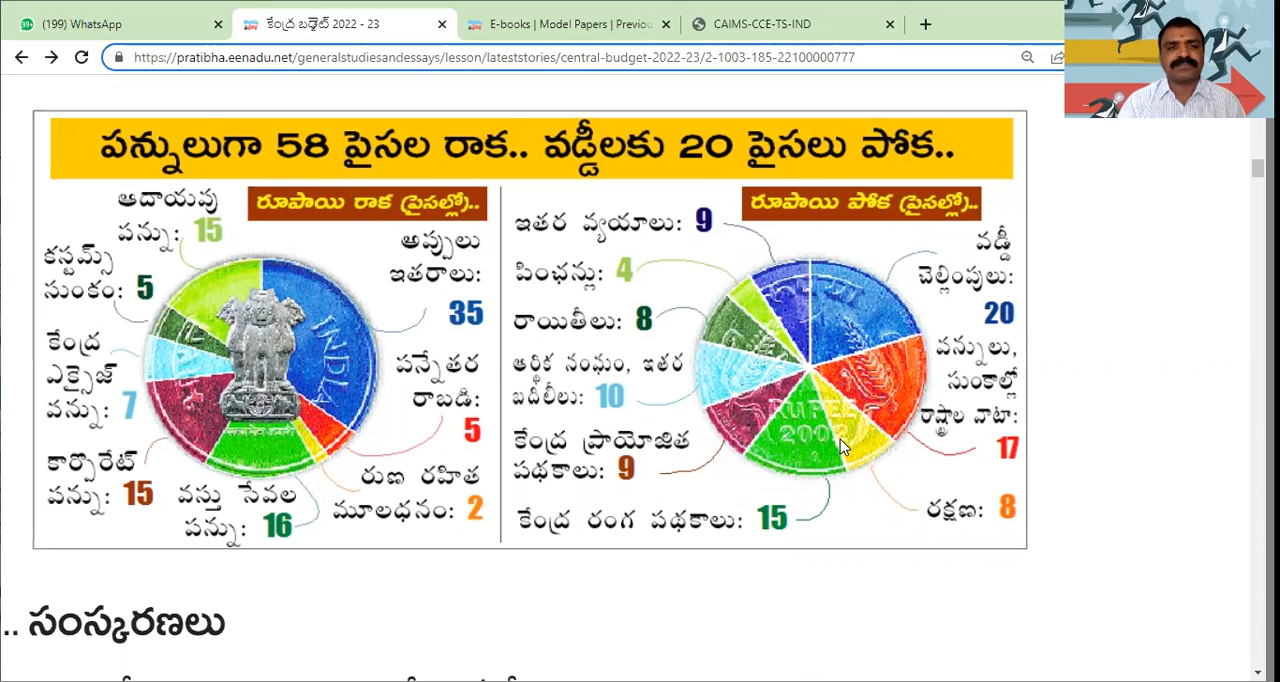 (199) WhatsApp
కేంద్ర బడ్జెట్ 2022 - 23
E-books | Model Papers | Previou
CAIMS-CCE-TS-IND
https://pratibha.eenadu.net/generalstudiesandessays/lesson/lateststories/central-budget-2022-23/2-1003-185-22100000777
పన్నులుగా 58 పైసల రాక.. వడ్డీలకు 20 పైసలు పోక..
రూపాయి రాక (పైసల్లో)..
ఆదాయపు
పన్ను: 15
కస్టమ్స్
సుంకం: 5
కేంద్ర
ఎక్సైజ్
పన్ను: 7
కార్పొరేట్
పన్ను: 15
వస్తు సేవల
పన్ను: 16
అప్పులు
ఇతరాలు:
35
పన్నేతర
రాబడి:
5
రుణ రహిత
మూలధనం: 2
INDIA
రూపాయి పోక (పైసల్లో)..
ఇతర వ్యయాలు: 9
పింఛన్లు: 4
రాయితీలు: 8
ఆర్థిక సంఘం, ఇతర
బదిలీలు: 10
కేంద్ర ప్రాయోజిత
పథకాలు: 9
కేంద్ర రంగ పథకాలు: 15
వడ్డీ
చెల్లింపులు:
20
పన్నులు,
సుంకాల్లో
రాష్ట్రాల వాటా:
17
రక్షణ: 8
रूपया
RUPEE
2002
.. సంస్కరణలు